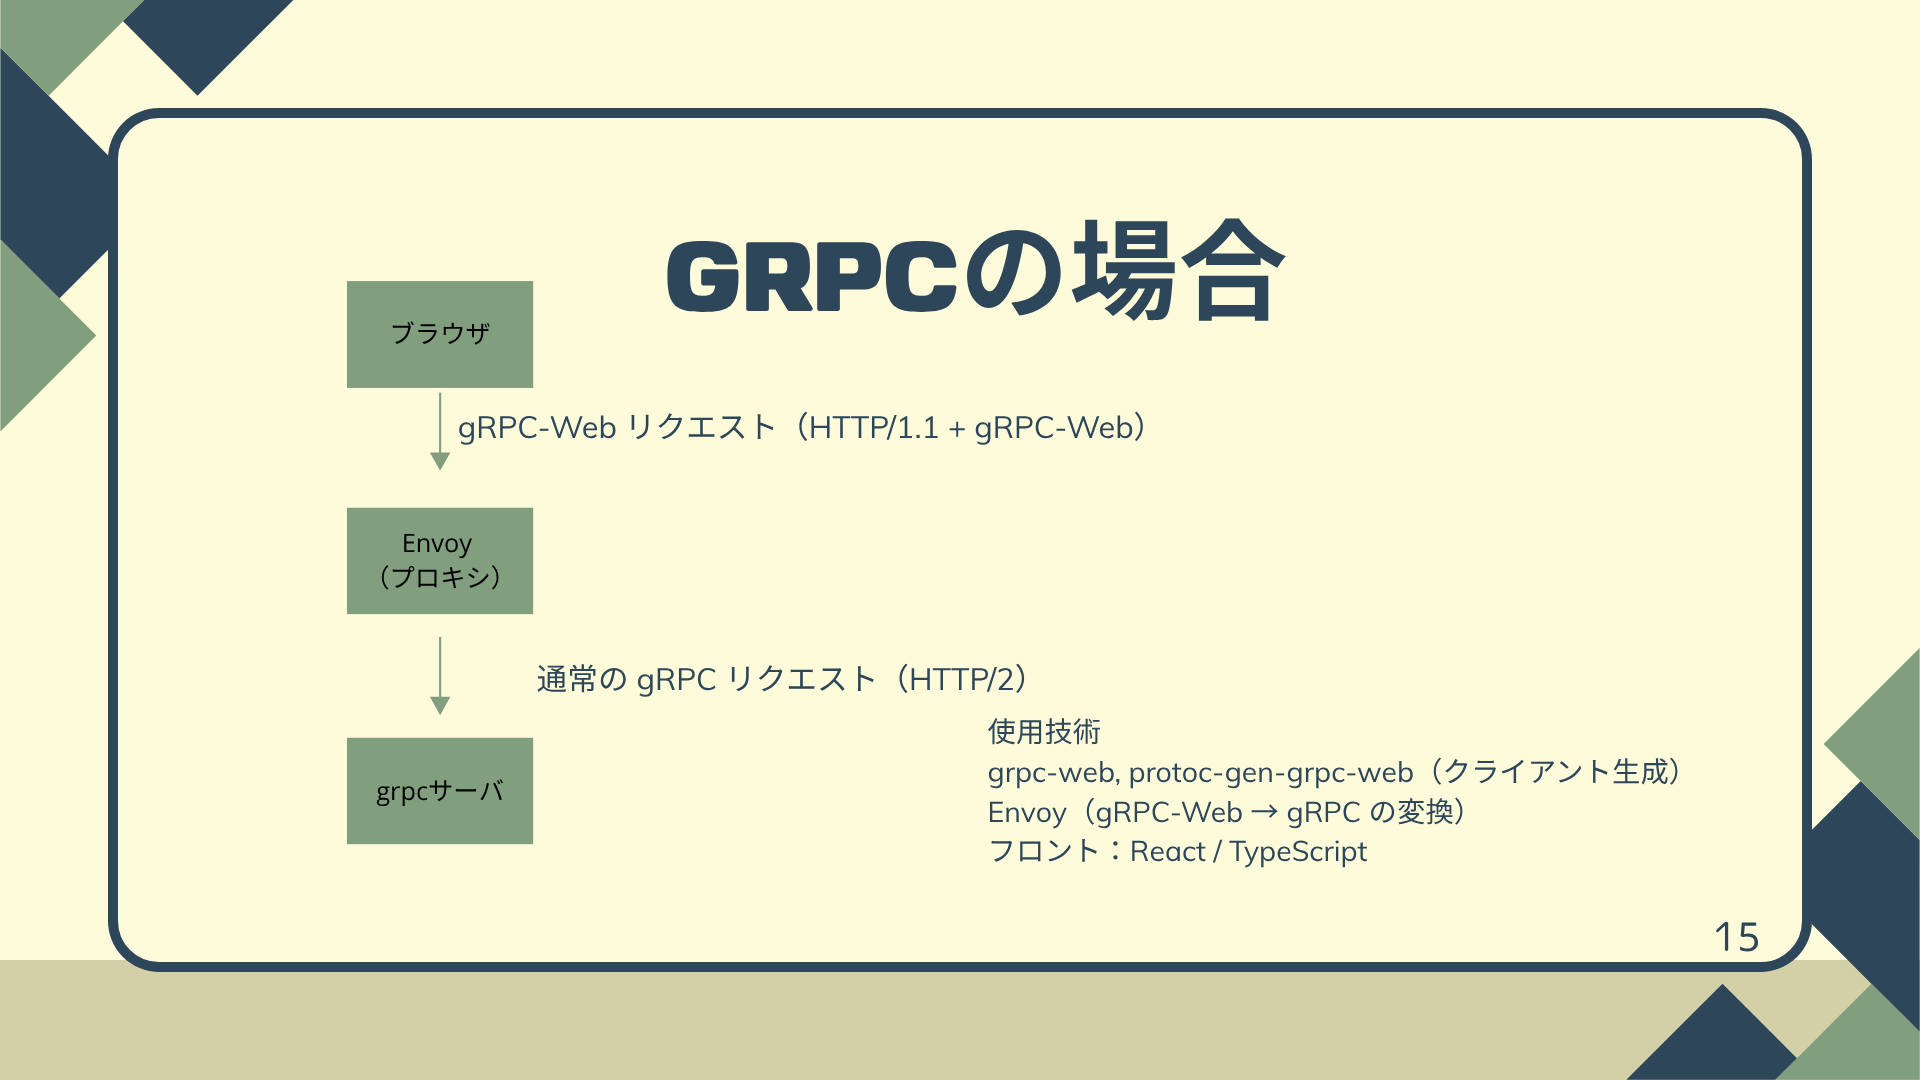 GRPCの場合
ブラウザ
gRPC-Web リクエスト（HTTP/1.1 + gRPC-Web）
Envoy
（プロキシ）
通常の gRPC リクエスト（HTTP/2）
grpcサーバ
使用技術
grpc-web, protoc-gen-grpc-web（クライアント生成）
Envoy（gRPC-Web → gRPC の変換）
フロント：React / TypeScript
15